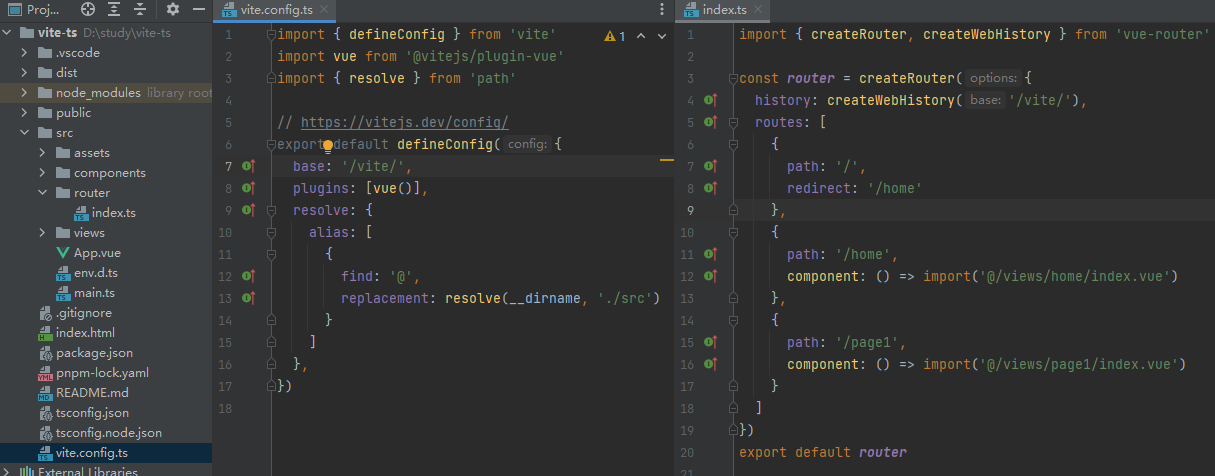 Proj...
vite-ts D:\study\vite-ts
.vscode
dist
node_modules library root
public
src
assets
components
router
index.ts
views
App.vue
env.d.ts
main.ts
.gitignore
index.html
package.json
pnpm-lock.yaml
README.md
tsconfig.json
tsconfig.node.json
vite.config.ts
External Libraries
vite.config.ts
1
1 import { defineConfig } from 'vite'
2 import vue from '@vitejs/plugin-vue'
3 import { resolve } from 'path'
4
5 // https://vitejs.dev/config/
6 export default defineConfig( config: {
7 base: '/vite/',
8 plugins: [vue()],
9 resolve: {
10 alias: [
11 {
12 find: '@',
13 replacement: resolve(__dirname, './src')
14 }
15 ]
16 },
17 })
18
index.ts
1 import { createRouter, createWebHistory } from 'vue-router'
2
3 const router = createRouter( options: {
4 history: createWebHistory( base: '/vite/'),
5 routes: [
6 {
7 path: '/',
8 redirect: '/home'
9 },
10 {
11 path: '/home',
12 component: () => import('@/views/home/index.vue')
13 },
14 {
15 path: '/page1',
16 component: () => import('@/views/page1/index.vue')
17 }
18 ]
19 })
20 export default router
21